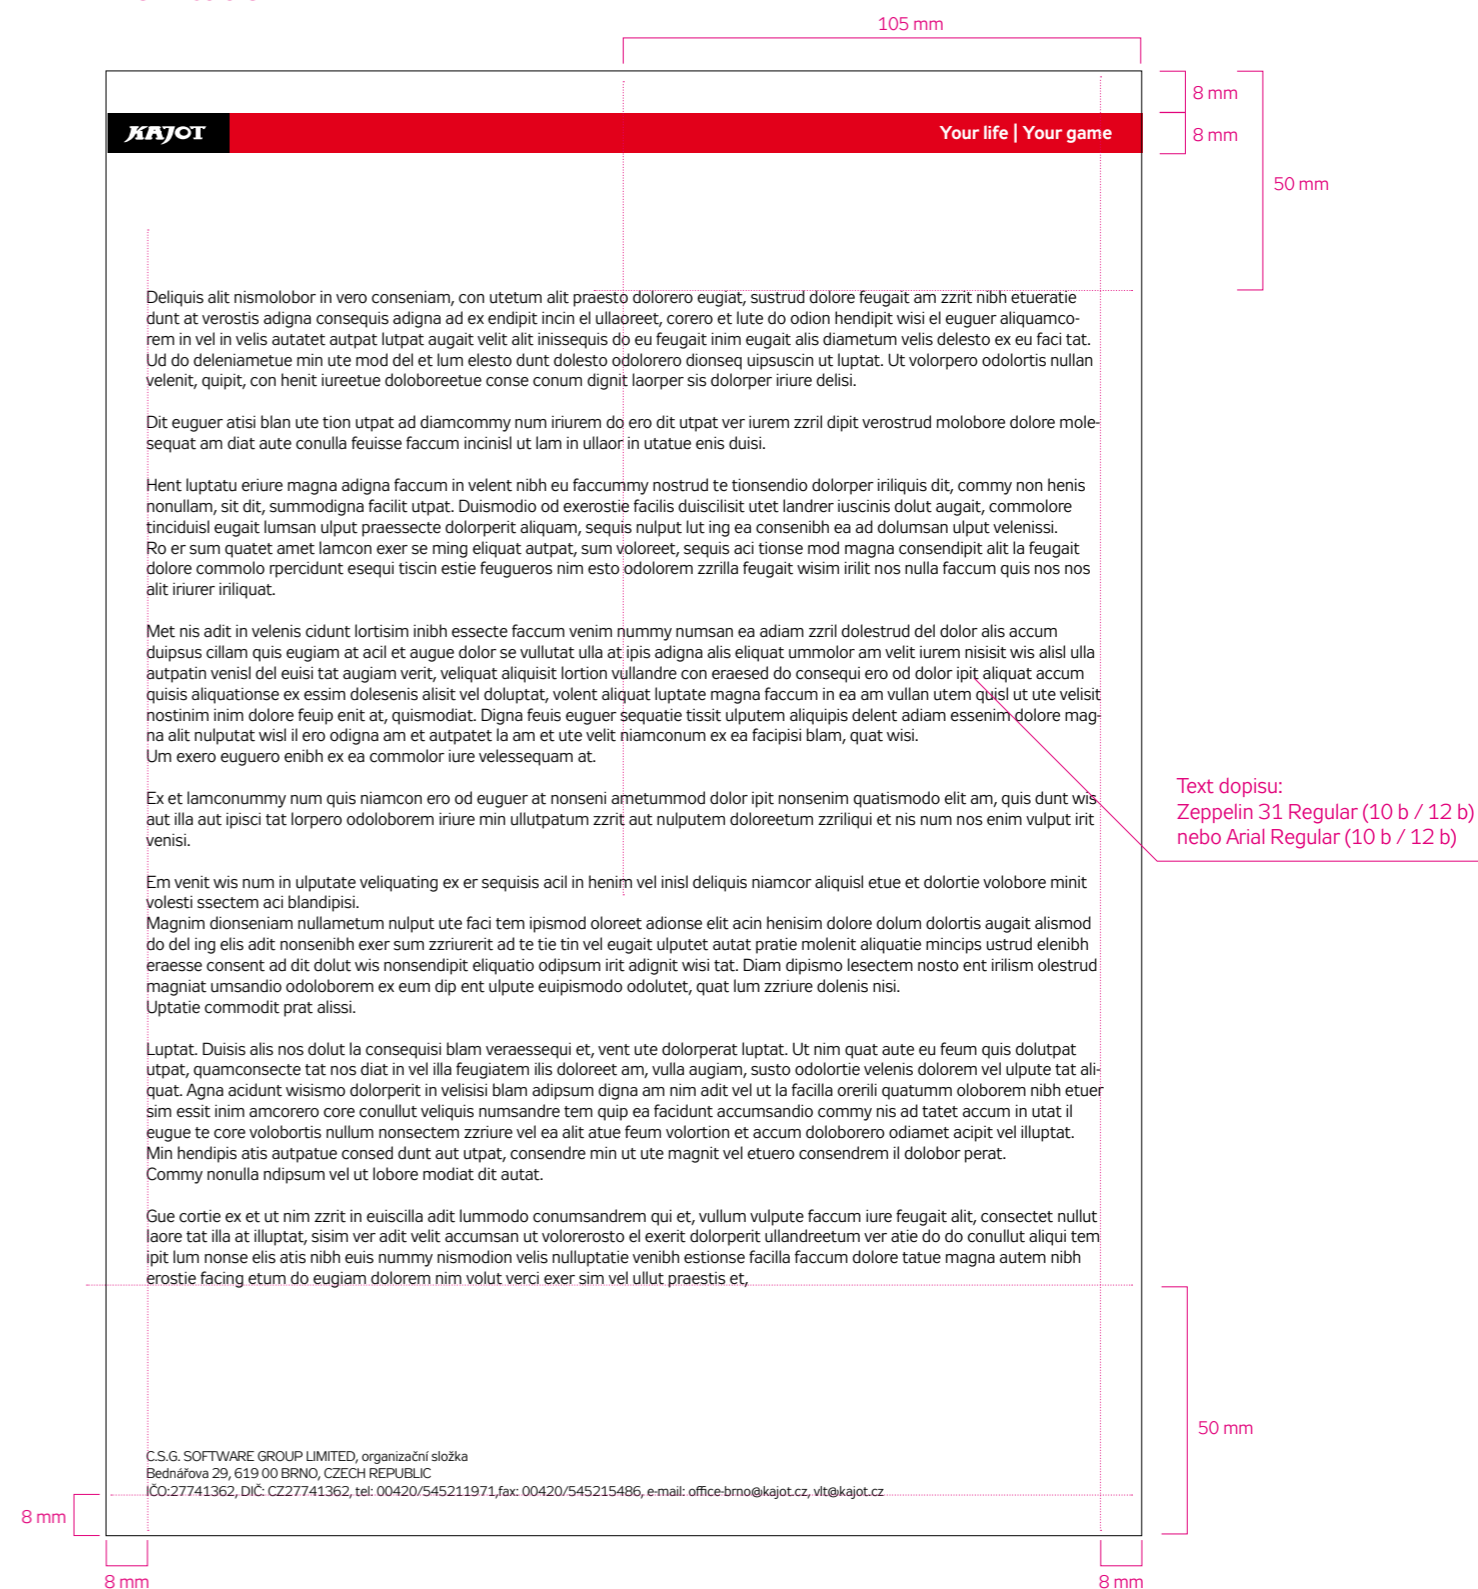 105 mm
8 mm
KAJOT
Your life | Your game
8 mm
50 mm
Deliquis alit nismolobor in vero conseniam, con utetum alit praesto dolorero eugiat, sustrud dolore feugait am zzrit nibh etueratie
dunt at verostis adigna consequis adigna ad ex endipit incin el ullaoreet, corero et lute do odion hendipit wisi el euguer aliquamco-
rem in vel in velis autatet autpat lutpat augait velit alit inissequis do eu feugait inim eugait alis diametum velis delesto ex eu faci tat.
Ud do deleniametue min ute mod del et lum elesto dunt dolesto odolorero dionseq uipsuscin ut luptat. Ut volorpero odolortis nullan
velenit, quipit, con henit iureetue doloboreetue conse conum dignit laorper sis dolorper iriure delisi.
Dit euguer atisi blan ute tion utpat ad diamcommy num iriurem do ero dit utpat ver iurem zzril dipit verostrud molobore dolore mole-
sequat am diat aute conulla feuisse faccum incinisl ut lam in ullaor in utatue enis duisi.
Hent luptatu eriure magna adigna faccum in velent nibh eu faccummy nostrud te tionsendio dolorper iriliquis dit, commy non henis
nonullam, sit dit, summodigna facilit utpat. Duismodio od exerostie facilis duiscilisit utet landrer iuscinis dolut augait, commolore
tinciduisl eugait lumsan ulput praessecte dolorperit aliquam, sequis nulput lut ing ea consenibh ea ad dolumsan ulput velenissi.
Ro er sum quatet amet lamcon exer se ming eliquat autpat, sum voloreet, sequis aci tionse mod magna consendipit alit la feugait
dolore commolo rpercidunt esequi tiscin estie feugueros nim esto odolorem zzrilla feugait wisim irilit nos nulla faccum quis nos nos
alit iriurer iriliquat.
Met nis adit in velenis cidunt lortisim inibh essecte faccum venim nummy numsan ea adiam zzril dolestrud del dolor alis accum
duipsus cillam quis eugiam at acil et augue dolor se vullutat ulla at ipis adigna alis eliquat ummolor am velit iurem nisisit wis alisl ulla
autpatin venisl del euisi tat augiam verit, veliquat aliquisit lortion vullandre con eraesed do consequi ero od dolor ipit aliquat accum
quisis aliquationse ex essim dolesenis alisit vel doluptat, volent aliquat luptate magna faccum in ea am vullan utem quisl ut ute velisit
nostinim inim dolore feuip enit at, quismodiat. Digna feuis euguer sequatie tissit ulputem aliquipis delent adiam essenim dolore mag-
na alit nulputat wisl il ero odigna am et autpatet la am et ute velit niamconum ex ea facipisi blam, quat wisi.
Um exero euguero enibh ex ea commolor iure velessequam at.
Text dopisu:
Zeppelin 31 Regular (10 b / 12 b)
nebo Arial Regular (10 b / 12 b)
Ex et lamconummy num quis niamcon ero od euguer at nonseni ametummod dolor ipit nonsenim quatismodo elit am, quis dunt wis
aut illa aut ipisci tat lorpero odoloborem iriure min ullutpatum zzrit aut nulputem doloreetum zzriliqui et nis num nos enim vulput irit
venisi.
Em venit wis num in ulputate veliquating ex er sequisis acil in henim vel inisl deliquis niamcor aliquisl etue et dolortie volobore minit
volesti ssectem aci blandipisi.
Magnim dionseniam nullametum nulput ute faci tem ipismod oloreet adionse elit acin henisim dolore dolum dolortis augait alismod
do del ing elis adit nonsenibh exer sum zzriurerit ad te tie tin vel eugait ulputet autat pratie molenit aliquatie mincips ustrud elenibh
eraesse consent ad dit dolut wis nonsendipit eliquatio odipsum irit adignit wisi tat. Diam dipismo lesectem nosto ent irilism olestrud
magniat umsandio odoloborem ex eum dip ent ulpute euipismodo odolutet, quat lum zzriure dolenis nisi.
Uptatie commodit prat alissi.
Luptat. Duisis alis nos dolut la consequisi blam veraessequi et, vent ute dolorperat luptat. Ut nim quat aute eu feum quis dolutpat
utpat, quamconsecte tat nos diat in vel illa feugiatem ilis doloreet am, vulla augiam, susto odolortie velenis dolorem vel ulpute tat ali-
quat. Agna acidunt wisismo dolorperit in velisisi blam adipsum digna am nim adit vel ut la facilla orerili quatumm oloborem nibh etuer
sim essit inim amcorero core conullut veliquis numsandre tem quip ea facidunt accumsandio commy nis ad tatet accum in utat il
eugue te core volobortis nullum nonsectem zzriure vel ea alit atue feum volortion et accum doloborero odiamet acipit vel illuptat.
Min hendipis atis autpatue consed dunt aut utpat, consendre min ut ute magnit vel etuero consendrem il dolobor perat.
Commy nonulla ndipsum vel ut lobore modiat dit autat.
Gue cortie ex et ut nim zzrit in euiscilla adit lummodo conumsandrem qui et, vullum vulpute faccum iure feugait alit, consectet nullut
laore tat illa at illuptat, sisim ver adit velit accumsan ut volorerosto el exerit dolorperit ullandreetum ver atie do do conullut aliqui tem
ipit lum nonse elis atis nibh euis nummy nismodion velis nulluptatie venibh estionse facilla faccum dolore tatue magna autem nibh
erostie facing etum do eugiam dolorem nim volut verci exer sim vel ullut praestis et,
50 mm
C.S.G. SOFTWARE GROUP LIMITED, organizační složka
Bednářova 29, 619 00 BRNO, CZECH REPUBLIC
IČO:27741362, DIČ: CZ27741362, tel: 00420/545211971,fax: 00420/545215486, e-mail: office-brno@kajot.cz, vlt@kajot.cz
8 mm
8 mm
8 mm